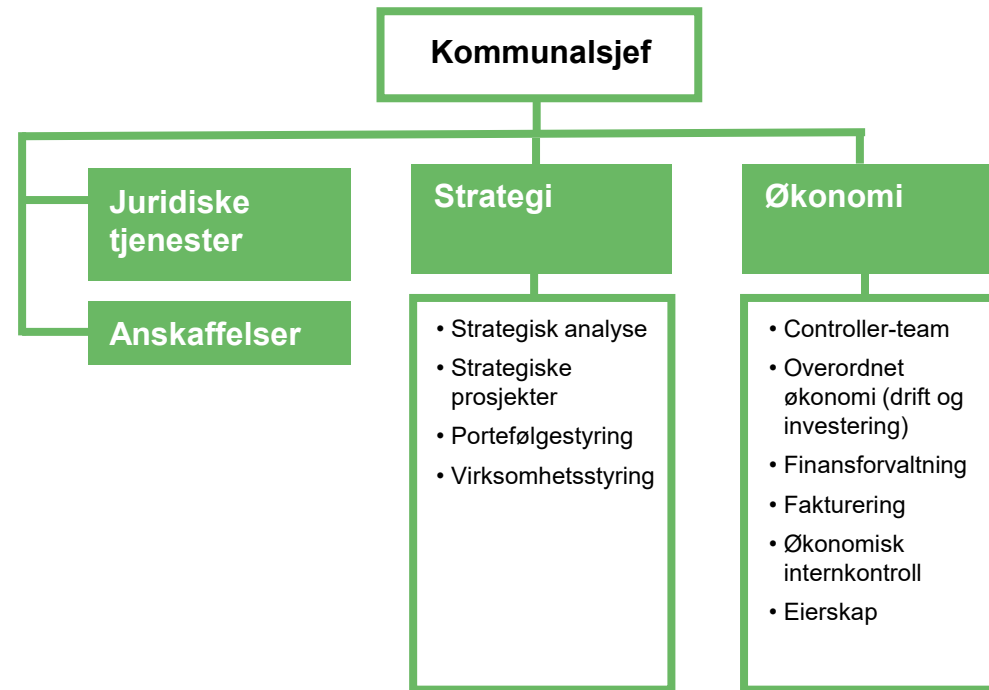 Kommunalsjef
Juridiske
tjenester
Anskaffelser
Strategi
• Strategisk analyse
• Strategiske
prosjekter
• Portefølgestyring
• Virksomhetsstyring
Økonomi
• Controller-team
• Overordnet
økonomi (drift og
investering)
• Finansforvaltning
• Fakturering
• Økonomisk
internkontroll
• Eierskap